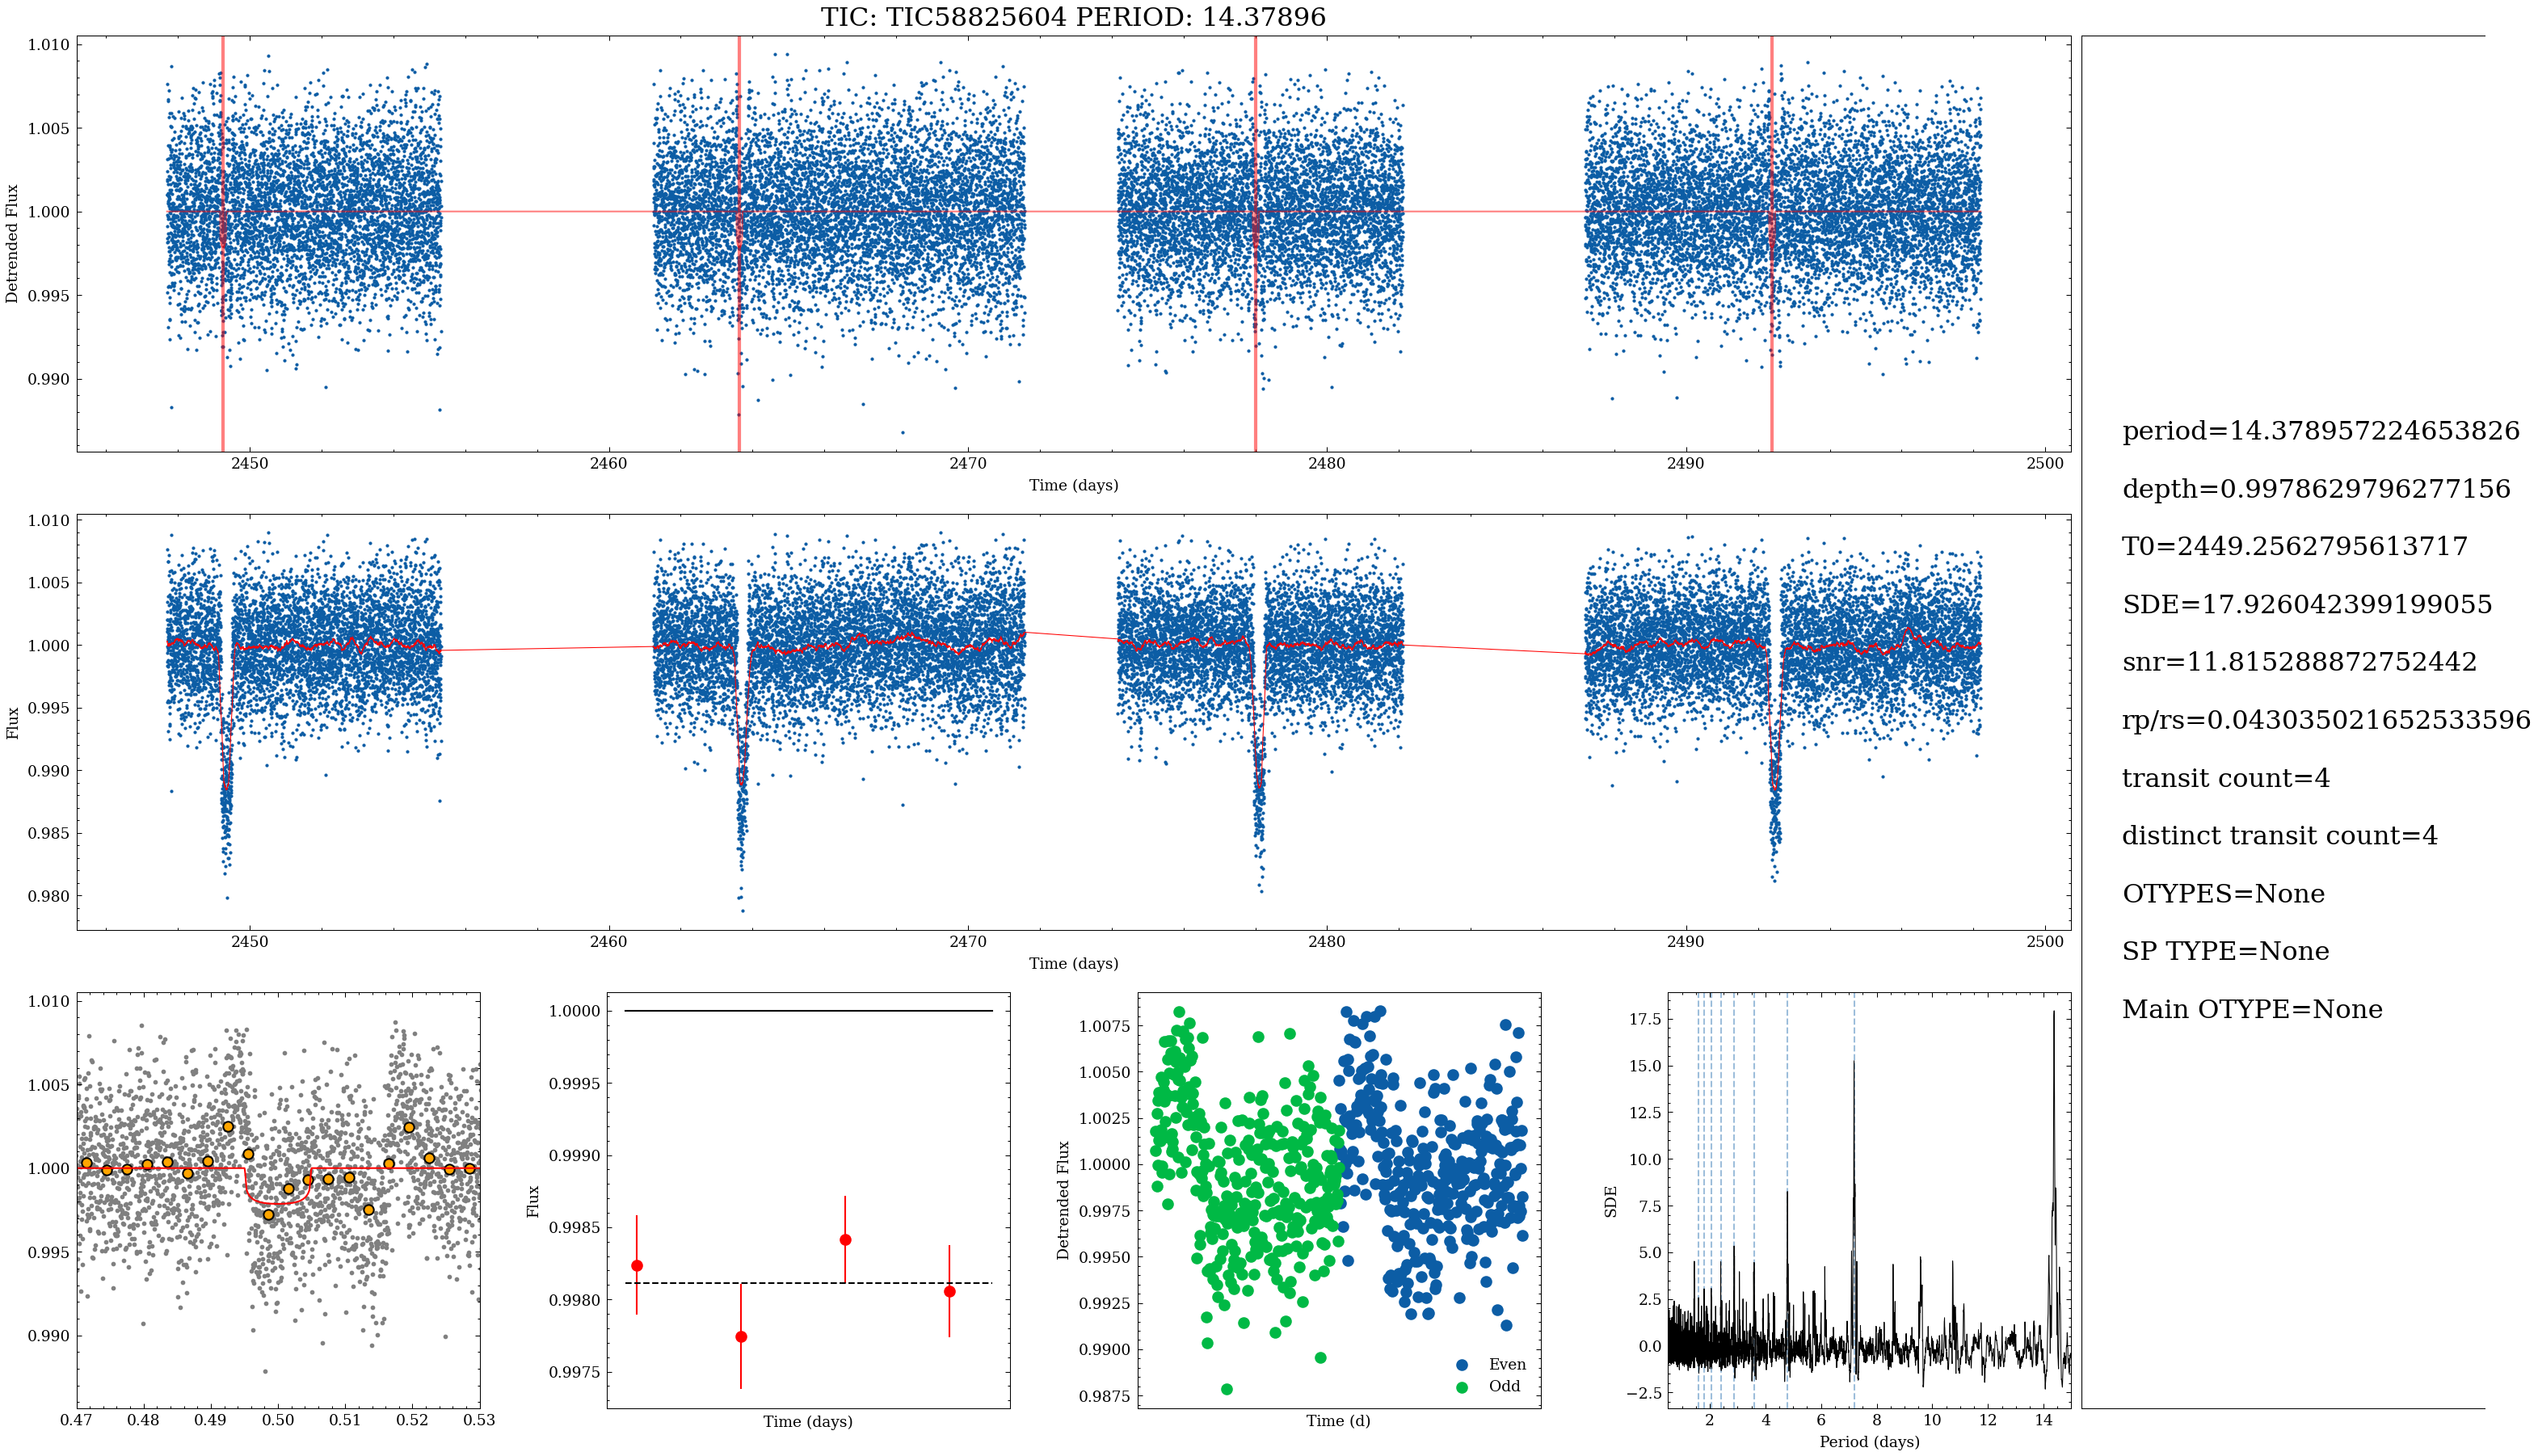 TIC: TIC58825604 PERIOD: 14.37896
1.010
1.005
1.000
0.995
0.990
Detrended Flux
2450 2460 2470 2480 2490 2500
Time (days)
period=14.378957224653826
depth=0.9978629796277156
T0=2449.2562795613717
SDE=17.926042399199055
snr=11.815288872752442
rp/rs=0.043035021652533596
transit count=4
distinct transit count=4
OTYPES=None
SP TYPE=None
Main OTYPE=None
1.010
1.005
1.000
0.995
0.990
0.985
0.980
Flux
2450 2460 2470 2480 2490 2500
Time (days)
1.010
1.005
1.000
0.995
0.990
0.47 0.48 0.49 0.50 0.51 0.52 0.53
1.0000
0.9995
0.9990
0.9985
0.9980
0.9975
Flux
Time (days)
1.0075
1.0050
1.0025
1.0000
0.9975
0.9950
0.9925
0.9900
0.9875
Detrended Flux
Even
Odd
Time (d)
17.5
15.0
12.5
10.0
7.5
5.0
2.5
0.0
−2.5
SDE
2 4 6 8 10 12 14
Period (days)